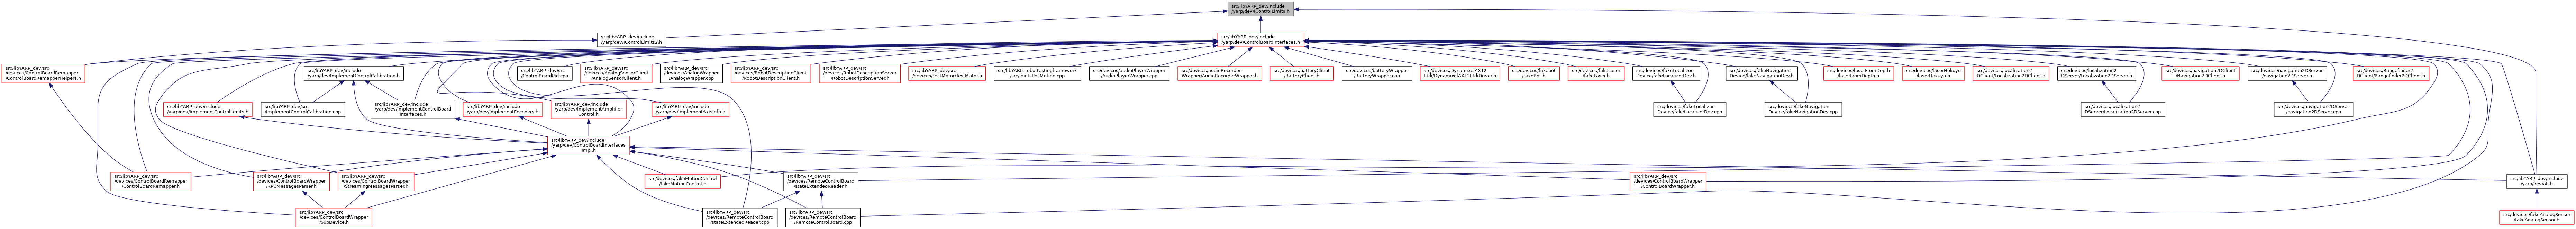 src/libYARP_dev/include
/yarp/dev/IControlLimits.h
src/libYARP_dev/include
/yarp/dev/IControlLimits2.h
src/libYARP_dev/include
/yarp/dev/ControlBoardInterfaces.h
src/libYARP_dev/src
/devices/ControlBoardRemapper
/ControlBoardRemapperHelpers.h
src/libYARP_dev/include
/yarp/dev/ImplementControlCalibration.h
src/libYARP_dev/src
/ControlBoardPid.cpp
src/libYARP_dev/src
/devices/AnalogSensorClient
/AnalogSensorClient.h
src/libYARP_dev/src
/devices/AnalogWrapper
/AnalogWrapper.cpp
src/libYARP_dev/src
/devices/RobotDescriptionClient
/RobotDescriptionClient.h
src/libYARP_dev/src
/devices/RobotDescriptionServer
/RobotDescriptionServer.h
src/libYARP_dev/src
/devices/TestMotor/TestMotor.h
src/libYARP_robottestingframework
/src/JointsPosMotion.cpp
src/devices/audioPlayerWrapper
/audioPlayerWrapper.cpp
src/devices/audioRecorder
Wrapper/AudioRecorderWrapper.h
src/devices/batteryClient
/BatteryClient.h
src/devices/batteryWrapper
/BatteryWrapper.cpp
src/devices/DynamixelAX12
Ftdi/DynamixelAX12FtdiDriver.h
src/devices/fakebot
/FakeBot.h
src/devices/fakeLaser
/fakeLaser.h
src/devices/fakeLocalizer
Device/fakeLocalizerDev.h
src/devices/fakeNavigation
Device/fakeNavigationDev.h
src/devices/laserFromDepth
/laserFromDepth.h
src/devices/laserHokuyo
/laserHokuyo.h
src/devices/localization2
DClient/Localization2DClient.h
src/devices/localization2
DServer/Localization2DServer.h
src/devices/navigation2DClient
/Navigation2DClient.h
src/devices/navigation2DServer
/navigation2DServer.h
src/devices/Rangefinder2
DClient/Rangefinder2DClient.h
src/libYARP_dev/include
/yarp/dev/ImplementControlLimits.h
src/libYARP_dev/src
/ImplementControlCalibration.cpp
src/libYARP_dev/include
/yarp/dev/ImplementControlBoard
Interfaces.h
src/libYARP_dev/include
/yarp/dev/ImplementEncoders.h
src/libYARP_dev/include
/yarp/dev/ImplementAmplifier
Control.h
src/libYARP_dev/include
/yarp/dev/ImplementAxisInfo.h
src/devices/fakeLocalizer
Device/fakeLocalizerDev.cpp
src/devices/fakeNavigation
Device/fakeNavigationDev.cpp
src/devices/localization2
DServer/Localization2DServer.cpp
src/devices/navigation2DServer
/navigation2DServer.cpp
src/libYARP_dev/include
/yarp/dev/ControlBoardInterfaces
Impl.h
src/libYARP_dev/src
/devices/ControlBoardRemapper
/ControlBoardRemapper.h
src/libYARP_dev/src
/devices/ControlBoardWrapper
/RPCMessagesParser.h
src/libYARP_dev/src
/devices/ControlBoardWrapper
/StreamingMessagesParser.h
src/devices/fakeMotionControl
/fakeMotionControl.h
src/libYARP_dev/src
/devices/RemoteControlBoard
/stateExtendedReader.h
src/libYARP_dev/src
/devices/ControlBoardWrapper
/ControlBoardWrapper.h
src/libYARP_dev/include
/yarp/dev/all.h
src/libYARP_dev/src
/devices/ControlBoardWrapper
/SubDevice.h
src/libYARP_dev/src
/devices/RemoteControlBoard
/stateExtendedReader.cpp
src/libYARP_dev/src
/devices/RemoteControlBoard
/RemoteControlBoard.cpp
src/devices/fakeAnalogSensor
/fakeAnalogSensor.h